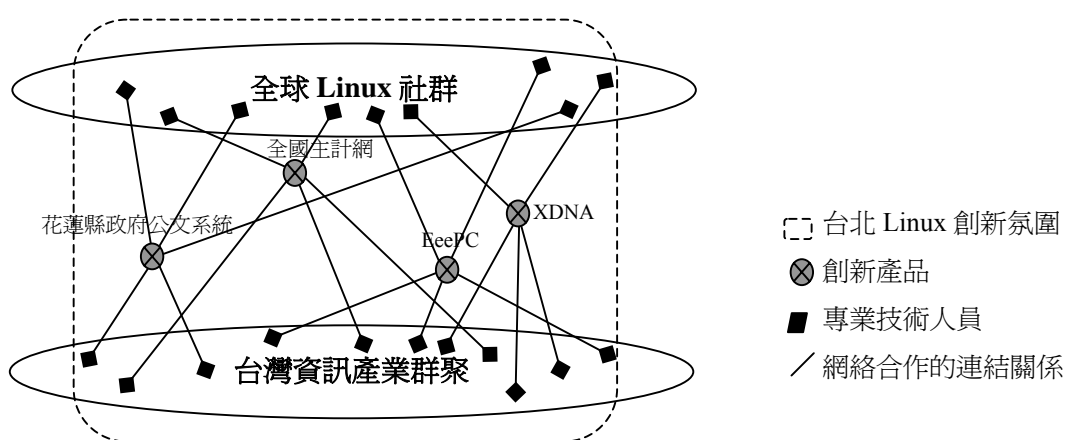 全球 Linux 社群
全國主計網
花蓮縣政府公文系統
XDNA
EeePC
台灣資訊產業群聚
台北 Linux 創新氛圍
創新產品
專業技術人員
網絡合作的連結關係